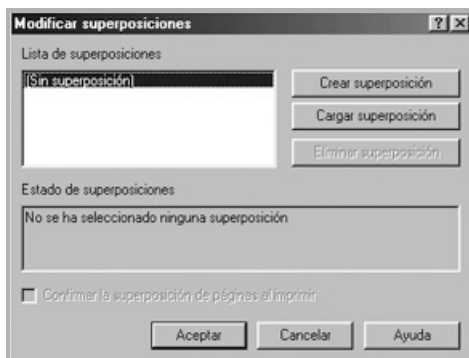 Modificar superposiciones
Lista de superposiciones
(Sin superposición)
Crear superposición
Cargar superposición
Eliminar superposición
Estado de superposiciones
No se ha seleccionado ninguna superposición
Confirmar la superposición de páginas al imprimir
Aceptar Cancelar Ayuda